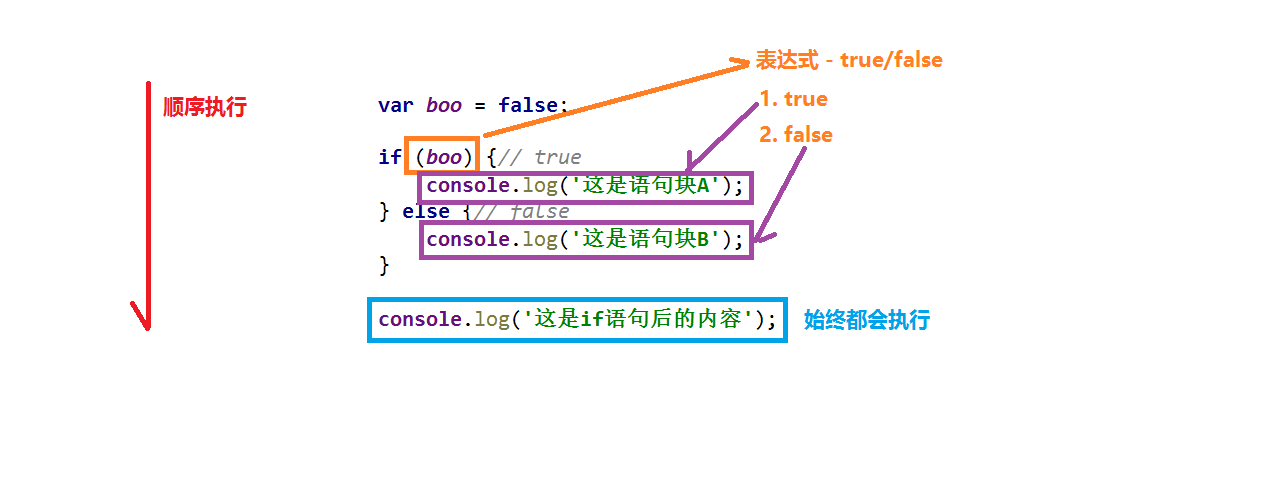 表达式 - true/false
顺序执行
var boo = false;
1. true
2. false
if (boo) {// true
console.log('这是语句块A');
} else {// false
console.log('这是语句块B');
}
console.log('这是if语句后的内容');
始终都会执行